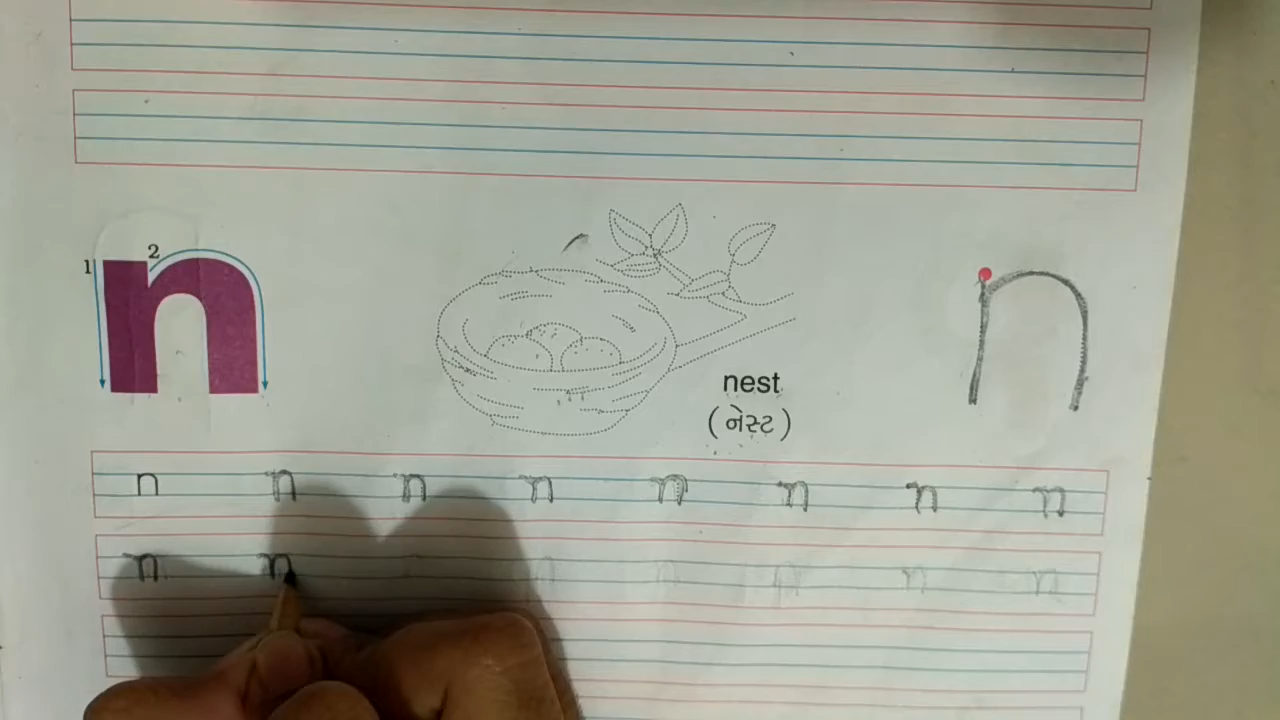 1 2
n n
nest
(નેસ્ટ)
n n n n n n n n
n n n n n n n